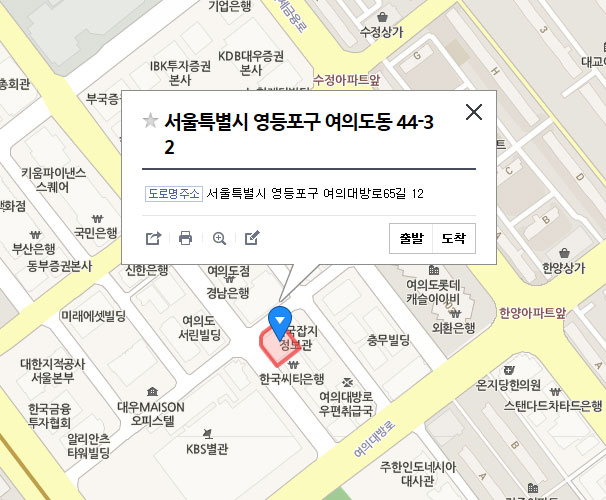 기업은행
수정상가
IBK투자증권
본사
KDB대우증권
본사
수정아파트앞
총회관
서울특별시 영등포구 여의도동 44-3
2
도로명주소 서울특별시 영등포구 여의대방로65길 12
출발 도착
키움파이낸스
스퀘어
백화점
국민은행
부산은행
동부증권본사
신한은행
여의도점
경남은행
한양상가
여의도롯데
캐슬아이비
한양아파트앞
외환은행
미래에셋빌딩
여의도
서린빌딩
충무빌딩
대한지적공사
서울본부
한국씨티은행
온지당한의원
여의도대방로
우편취급국
스탠다드차타드은행
대우MAISON
오피스텔
한국금융
투자협회
알리안츠
타워빌딩
KBS별관
여의대방로
주한인도네시아
대사관
H
G
D
C
B
A
B
A